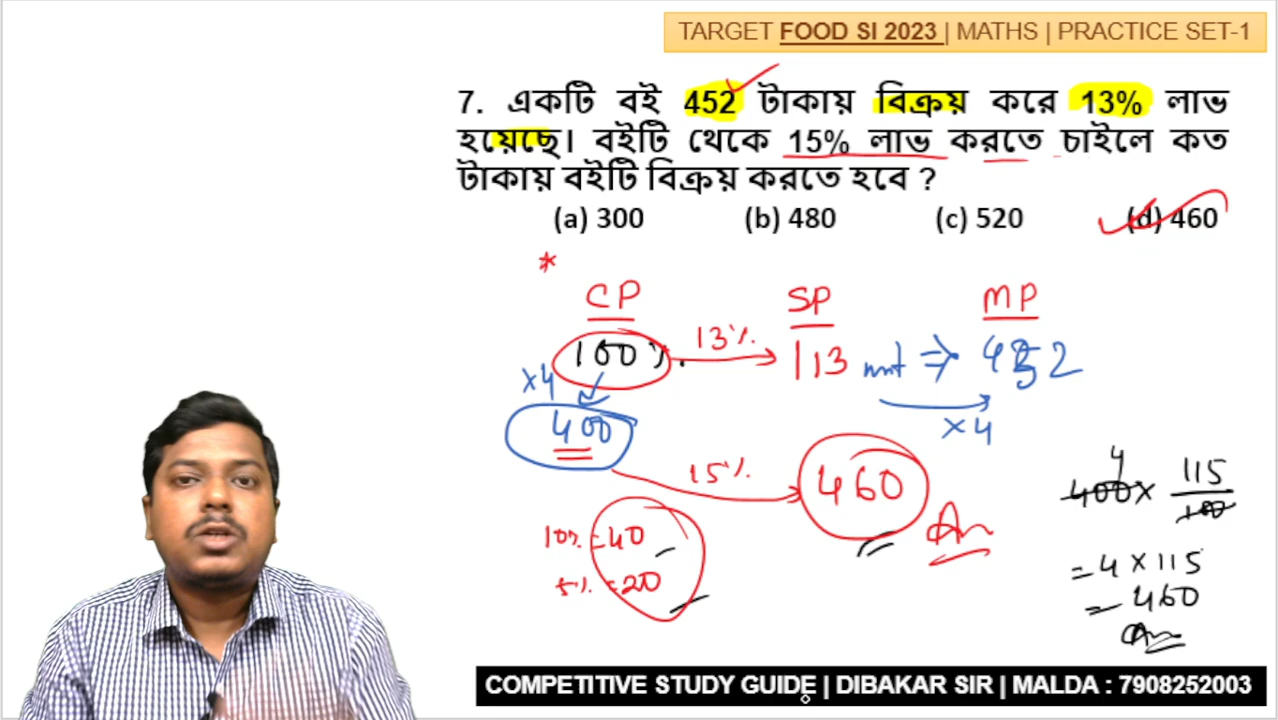 TARGET FOOD SI 2023 | MATHS | PRACTICE SET-1
7. একটি বই 452 টাকায় বিক্রয় করে 13% লাভ
হয়েছে। বইটি থেকে 15% লাভ করতে চাইলে কত
টাকায় বইটি বিক্রয় করতে হবে ?
(a) 300 (b) 480 (c) 520 (d) 460
*
CP SP MP
100% 13% 113 ⇒ 452
×4 ×4
400 15% 460
10% = 40
5% = 20
400 × 115/100
4
= 4 × 115
= 460
Ans
Ans
COMPETITIVE STUDY GUIDE | DIBAKAR SIR | MALDA : 7908252003